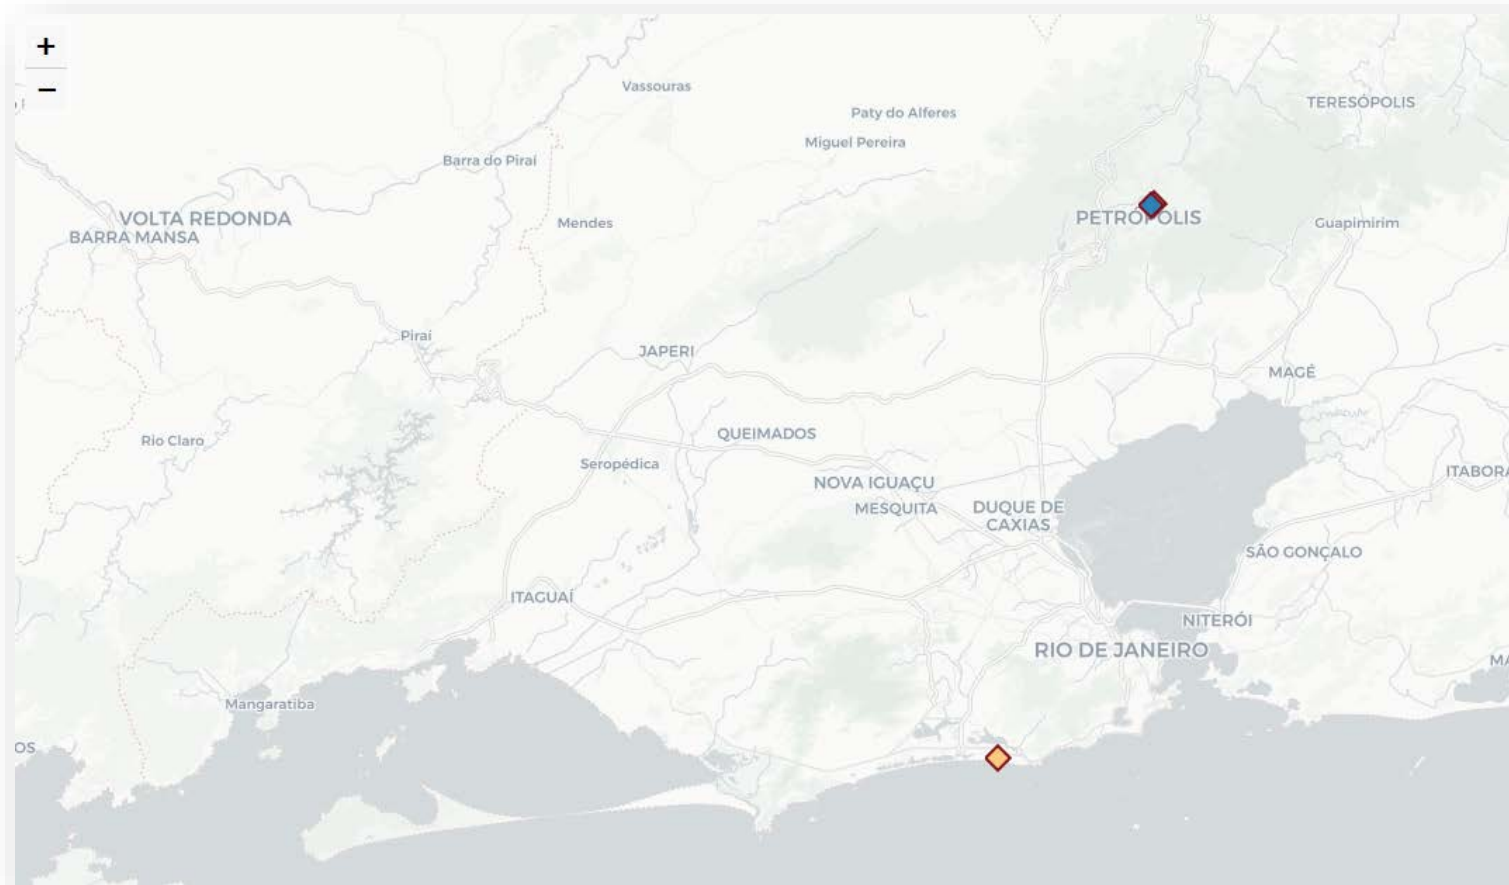 +
−
Vassouras
Paty do Alferes
TERESÓPOLIS
Miguel Pereira
Barra do Piraí
VOLTA REDONDA
BARRA MANSA
Mendes
PETRÓPOLIS
Guapimirim
Piraí
JAPERI
MAGÉ
Rio Claro
QUEIMADOS
Seropédica
ITABORA
NOVA IGUAÇU
MESQUITA
DUQUE DE
CAXIAS
SÃO GONÇALO
ITAGUAÍ
NITERÓI
RIO DE JANEIRO
MA
Mangaratiba
OS